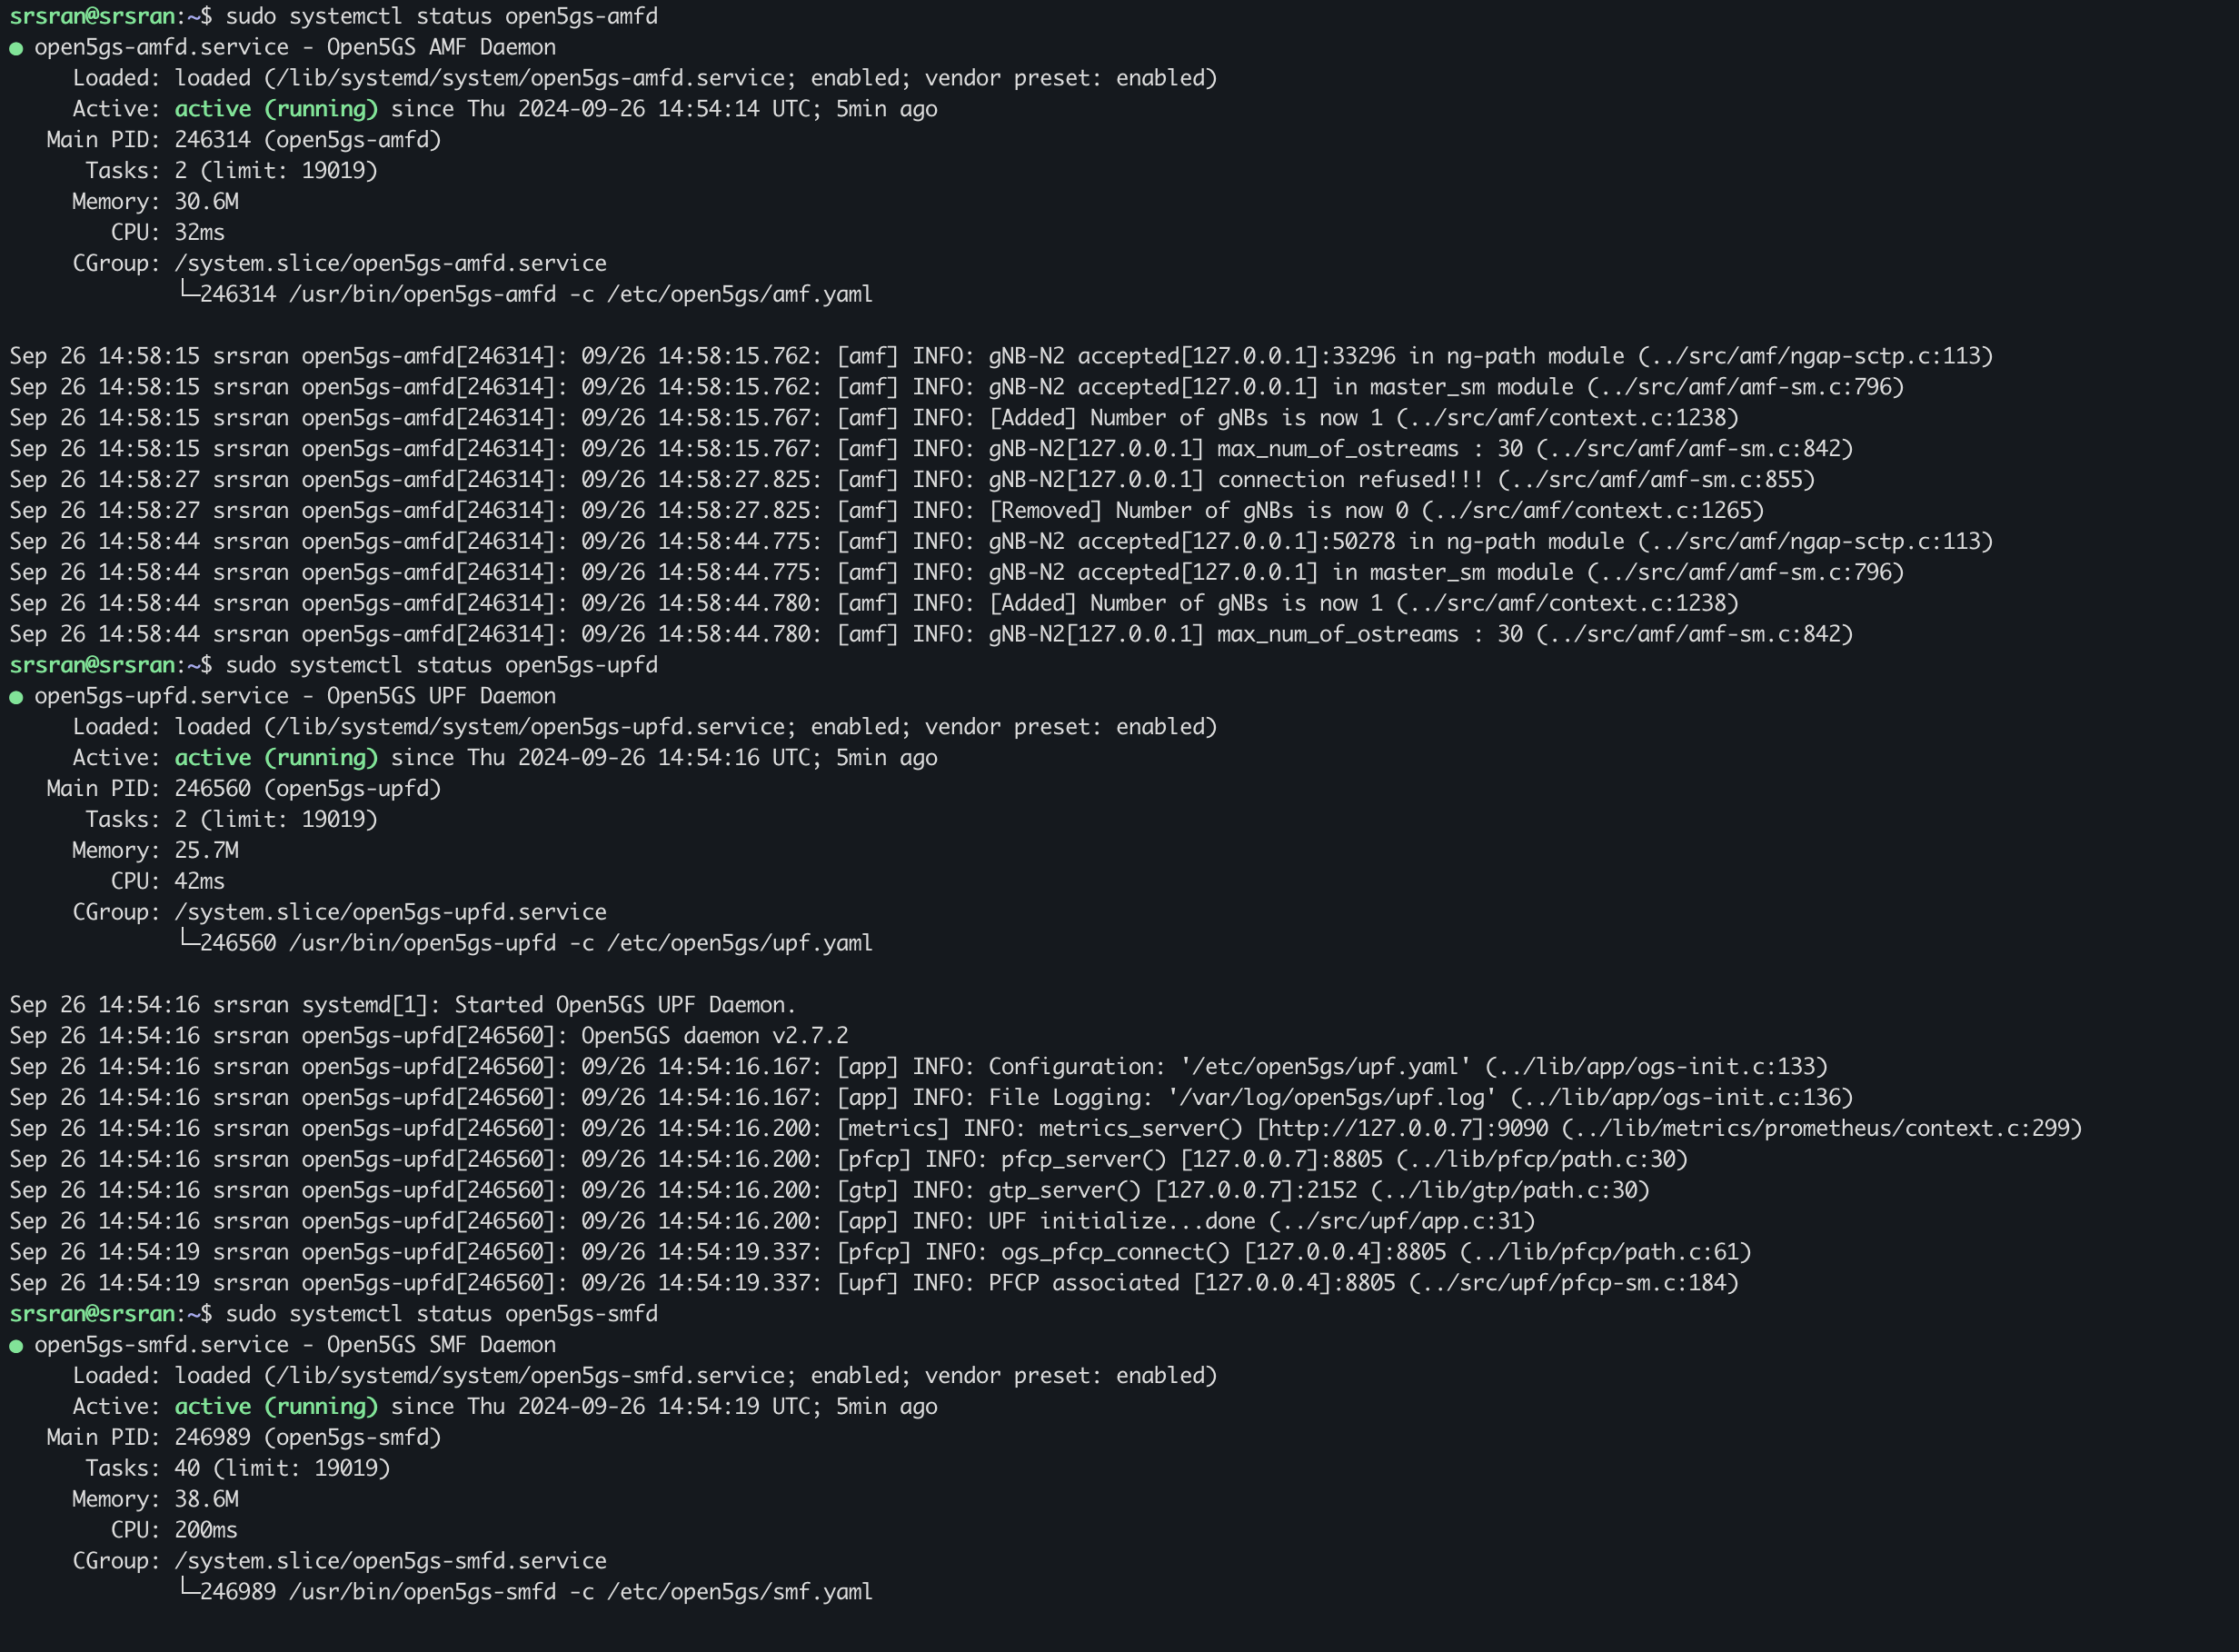 srsran@srsran:~$ sudo systemctl status open5gs-amfd
● open5gs-amfd.service - Open5GS AMF Daemon
     Loaded: loaded (/lib/systemd/system/open5gs-amfd.service; enabled; vendor preset: enabled)
     Active: active (running) since Thu 2024-09-26 14:54:14 UTC; 5min ago
   Main PID: 246314 (open5gs-amfd)
      Tasks: 2 (limit: 19019)
     Memory: 30.6M
        CPU: 32ms
     CGroup: /system.slice/open5gs-amfd.service
             └─246314 /usr/bin/open5gs-amfd -c /etc/open5gs/amf.yaml

Sep 26 14:58:15 srsran open5gs-amfd[246314]: 09/26 14:58:15.762: [amf] INFO: gNB-N2 accepted[127.0.0.1]:33296 in ng-path module (../src/amf/ngap-sctp.c:113)
Sep 26 14:58:15 srsran open5gs-amfd[246314]: 09/26 14:58:15.762: [amf] INFO: gNB-N2 accepted[127.0.0.1] in master_sm module (../src/amf/amf-sm.c:796)
Sep 26 14:58:15 srsran open5gs-amfd[246314]: 09/26 14:58:15.767: [amf] INFO: [Added] Number of gNBs is now 1 (../src/amf/context.c:1238)
Sep 26 14:58:15 srsran open5gs-amfd[246314]: 09/26 14:58:15.767: [amf] INFO: gNB-N2[127.0.0.1] max_num_of_ostreams : 30 (../src/amf/amf-sm.c:842)
Sep 26 14:58:27 srsran open5gs-amfd[246314]: 09/26 14:58:27.825: [amf] INFO: gNB-N2[127.0.0.1] connection refused!!! (../src/amf/amf-sm.c:855)
Sep 26 14:58:27 srsran open5gs-amfd[246314]: 09/26 14:58:27.825: [amf] INFO: [Removed] Number of gNBs is now 0 (../src/amf/context.c:1265)
Sep 26 14:58:44 srsran open5gs-amfd[246314]: 09/26 14:58:44.775: [amf] INFO: gNB-N2 accepted[127.0.0.1]:50278 in ng-path module (../src/amf/ngap-sctp.c:113)
Sep 26 14:58:44 srsran open5gs-amfd[246314]: 09/26 14:58:44.775: [amf] INFO: gNB-N2 accepted[127.0.0.1] in master_sm module (../src/amf/amf-sm.c:796)
Sep 26 14:58:44 srsran open5gs-amfd[246314]: 09/26 14:58:44.780: [amf] INFO: [Added] Number of gNBs is now 1 (../src/amf/context.c:1238)
Sep 26 14:58:44 srsran open5gs-amfd[246314]: 09/26 14:58:44.780: [amf] INFO: gNB-N2[127.0.0.1] max_num_of_ostreams : 30 (../src/amf/amf-sm.c:842)
srsran@srsran:~$ sudo systemctl status open5gs-upfd
● open5gs-upfd.service - Open5GS UPF Daemon
     Loaded: loaded (/lib/systemd/system/open5gs-upfd.service; enabled; vendor preset: enabled)
     Active: active (running) since Thu 2024-09-26 14:54:16 UTC; 5min ago
   Main PID: 246560 (open5gs-upfd)
      Tasks: 2 (limit: 19019)
     Memory: 25.7M
        CPU: 42ms
     CGroup: /system.slice/open5gs-upfd.service
             └─246560 /usr/bin/open5gs-upfd -c /etc/open5gs/upf.yaml

Sep 26 14:54:16 srsran systemd[1]: Started Open5GS UPF Daemon.
Sep 26 14:54:16 srsran open5gs-upfd[246560]: Open5GS daemon v2.7.2
Sep 26 14:54:16 srsran open5gs-upfd[246560]: 09/26 14:54:16.167: [app] INFO: Configuration: '/etc/open5gs/upf.yaml' (../lib/app/ogs-init.c:133)
Sep 26 14:54:16 srsran open5gs-upfd[246560]: 09/26 14:54:16.167: [app] INFO: File Logging: '/var/log/open5gs/upf.log' (../lib/app/ogs-init.c:136)
Sep 26 14:54:16 srsran open5gs-upfd[246560]: 09/26 14:54:16.200: [metrics] INFO: metrics_server() [http://127.0.0.7]:9090 (../lib/metrics/prometheus/context.c:299)
Sep 26 14:54:16 srsran open5gs-upfd[246560]: 09/26 14:54:16.200: [pfcp] INFO: pfcp_server() [127.0.0.7]:8805 (../lib/pfcp/path.c:30)
Sep 26 14:54:16 srsran open5gs-upfd[246560]: 09/26 14:54:16.200: [gtp] INFO: gtp_server() [127.0.0.7]:2152 (../lib/gtp/path.c:30)
Sep 26 14:54:16 srsran open5gs-upfd[246560]: 09/26 14:54:16.200: [app] INFO: UPF initialize...done (../src/upf/app.c:31)
Sep 26 14:54:19 srsran open5gs-upfd[246560]: 09/26 14:54:19.337: [pfcp] INFO: ogs_pfcp_connect() [127.0.0.4]:8805 (../lib/pfcp/path.c:61)
Sep 26 14:54:19 srsran open5gs-upfd[246560]: 09/26 14:54:19.337: [upf] INFO: PFCP associated [127.0.0.4]:8805 (../src/upf/pfcp-sm.c:184)
srsran@srsran:~$ sudo systemctl status open5gs-smfd
● open5gs-smfd.service - Open5GS SMF Daemon
     Loaded: loaded (/lib/systemd/system/open5gs-smfd.service; enabled; vendor preset: enabled)
     Active: active (running) since Thu 2024-09-26 14:54:19 UTC; 5min ago
   Main PID: 246989 (open5gs-smfd)
      Tasks: 40 (limit: 19019)
     Memory: 38.6M
        CPU: 200ms
     CGroup: /system.slice/open5gs-smfd.service
             └─246989 /usr/bin/open5gs-smfd -c /etc/open5gs/smf.yaml